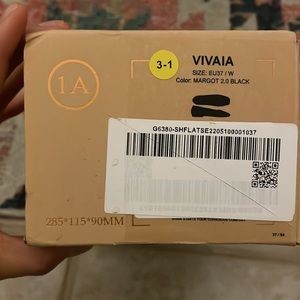 3-1
VIVAIA
SIZE: EU37 / W
Color: MARGOT 2.0 BLACK
1A
G6380-SHFLATSE2205100001037
285*115*90MM